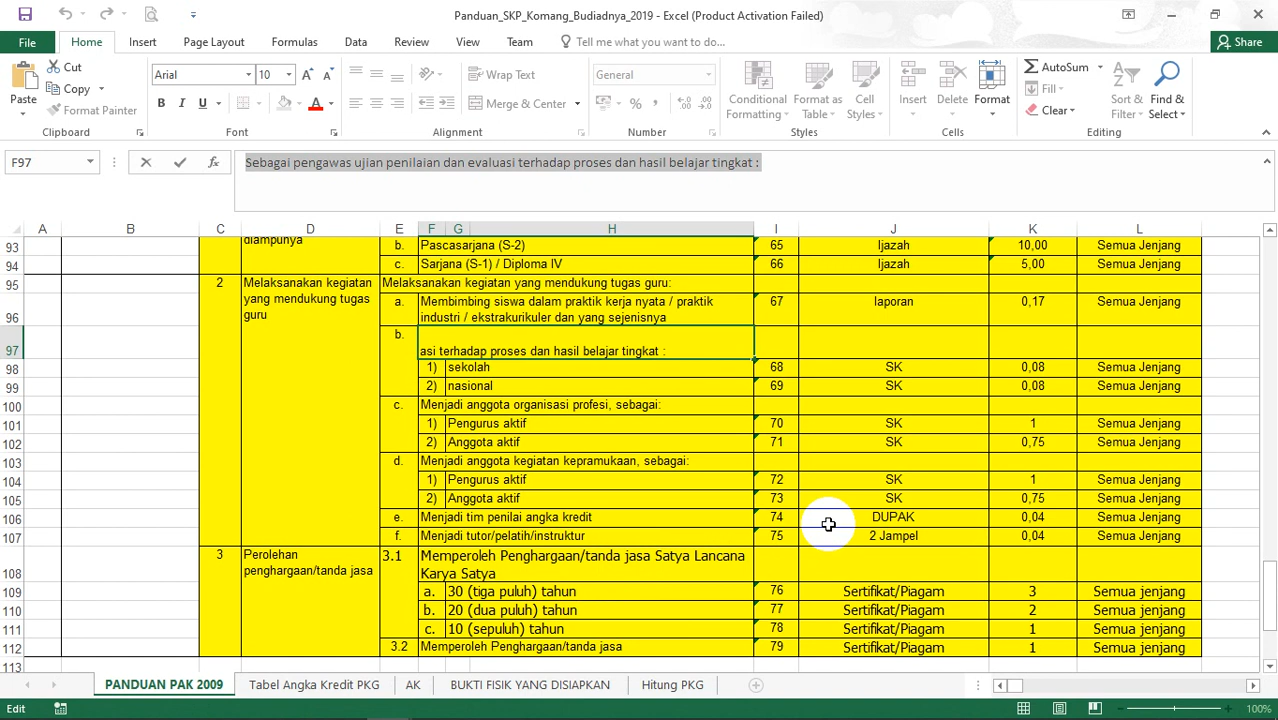 Panduan_SKP_Komang_Budiadnya_2019 - Excel (Product Activation Failed)
File Home Insert Page Layout Formulas Data Review View Team Tell me what you want to do... Share
Paste
Cut
Copy
Format Painter
Clipboard
Arial 10
B I U A
Font
Wrap Text
Merge & Center
Alignment
General
% ,
Number
Conditional Formatting
Format as Table
Cell Styles
Styles
Insert Delete Format
Cells
AutoSum
Fill
Clear
Sort & Filter
Find & Select
Editing
F97 fx Sebagai pengawas ujian penilaian dan evaluasi terhadap proses dan hasil belajar tingkat :
A B C D E F G H I J K L
93 diampunya b. Pascasarjana (S-2) 65 Ijazah 10,00 Semua Jenjang
94 c. Sarjana (S-1) / Diploma IV 66 Ijazah 5,00 Semua Jenjang
95 2 Melaksanakan kegiatan Melaksanakan kegiatan yang mendukung tugas guru:
yang mendukung tugas a. Membimbing siswa dalam praktik kerja nyata / praktik 67 laporan 0,17 Semua Jenjang
96 guru industri / ekstrakurikuler dan yang sejenisnya
b.
97 asi terhadap proses dan hasil belajar tingkat :
98 1) sekolah 68 SK 0,08 Semua Jenjang
99 2) nasional 69 SK 0,08 Semua Jenjang
100 c. Menjadi anggota organisasi profesi, sebagai:
101 1) Pengurus aktif 70 SK 1 Semua Jenjang
102 2) Anggota aktif 71 SK 0,75 Semua Jenjang
103 d. Menjadi anggota kegiatan kepramukaan, sebagai:
104 1) Pengurus aktif 72 SK 1 Semua Jenjang
105 2) Anggota aktif 73 SK 0,75 Semua Jenjang
106 e. Menjadi tim penilai angka kredit 74 DUPAK 0,04 Semua Jenjang
107 f. Menjadi tutor/pelatih/instruktur 75 2 Jampel 0,04 Semua Jenjang
3 Perolehan 3.1 Memperoleh Penghargaan/tanda jasa Satya Lancana
108 penghargaan/tanda jasa Karya Satya
109 a. 30 (tiga puluh) tahun 76 Sertifikat/Piagam 3 Semua jenjang
110 b. 20 (dua puluh) tahun 77 Sertifikat/Piagam 2 Semua jenjang
111 c. 10 (sepuluh) tahun 78 Sertifikat/Piagam 1 Semua jenjang
112 3.2 Memperoleh Penghargaan/tanda jasa 79 Sertifikat/Piagam 1 Semua jenjang
113
PANDUAN PAK 2009 Tabel Angka Kredit PKG AK BUKTI FISIK YANG DISIAPKAN Hitung PKG
Edit 100%